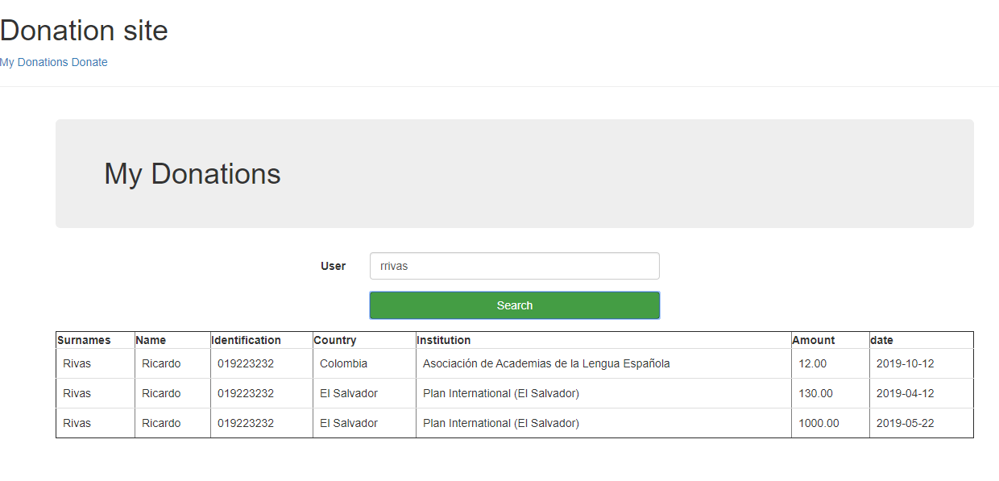 Donation site
My Donations Donate
My Donations
User rrivas
Search
Surnames Name Identification Country Institution Amount date
Rivas Ricardo 019223232 Colombia Asociación de Academias de la Lengua Española 12.00 2019-10-12
Rivas Ricardo 019223232 El Salvador Plan International (El Salvador) 130.00 2019-04-12
Rivas Ricardo 019223232 El Salvador Plan International (El Salvador) 1000.00 2019-05-22